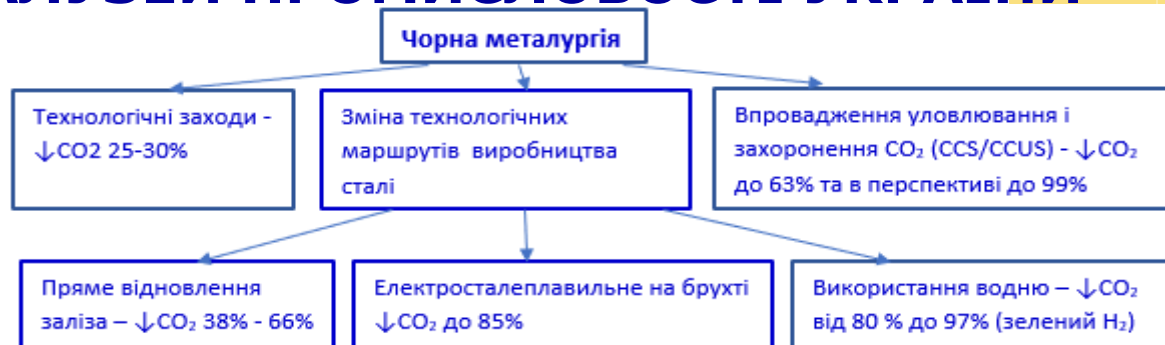 ПРОМИСЛОВОСТІ УКРАЇНИ
Чорна металургія
Технологічні заходи -
↓CO2 25-30%
Зміна технологічних
маршрутів виробництва
сталі
Впровадження уловлювання і
захоронення CO₂ (CCS/CCUS) - ↓CO₂
до 63% та в перспективі до 99%
Пряме відновлення
заліза – ↓CO₂ 38% - 66%
Електросталеплавильне на брухті
↓CO₂ до 85%
Використання водню – ↓CO₂
від 80 % до 97% (зелений H₂)